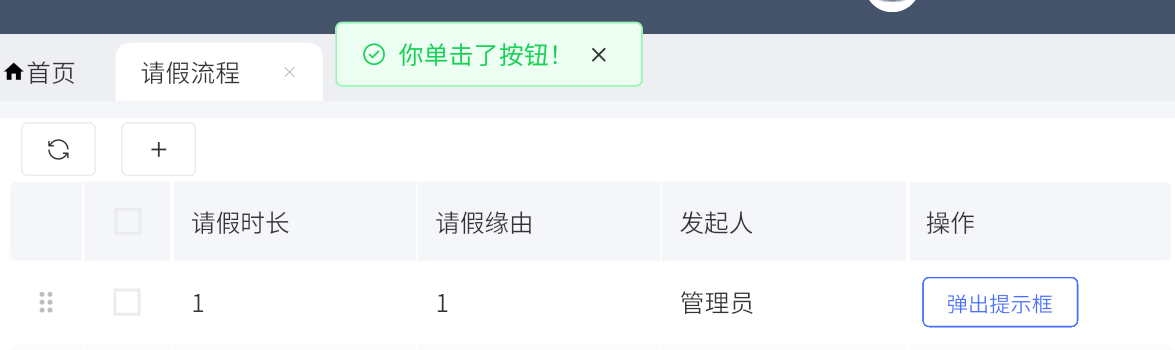 你单击了按钮！
首页
请假流程
请假时长 请假缘由 发起人 操作
1 1 管理员 弹出提示框